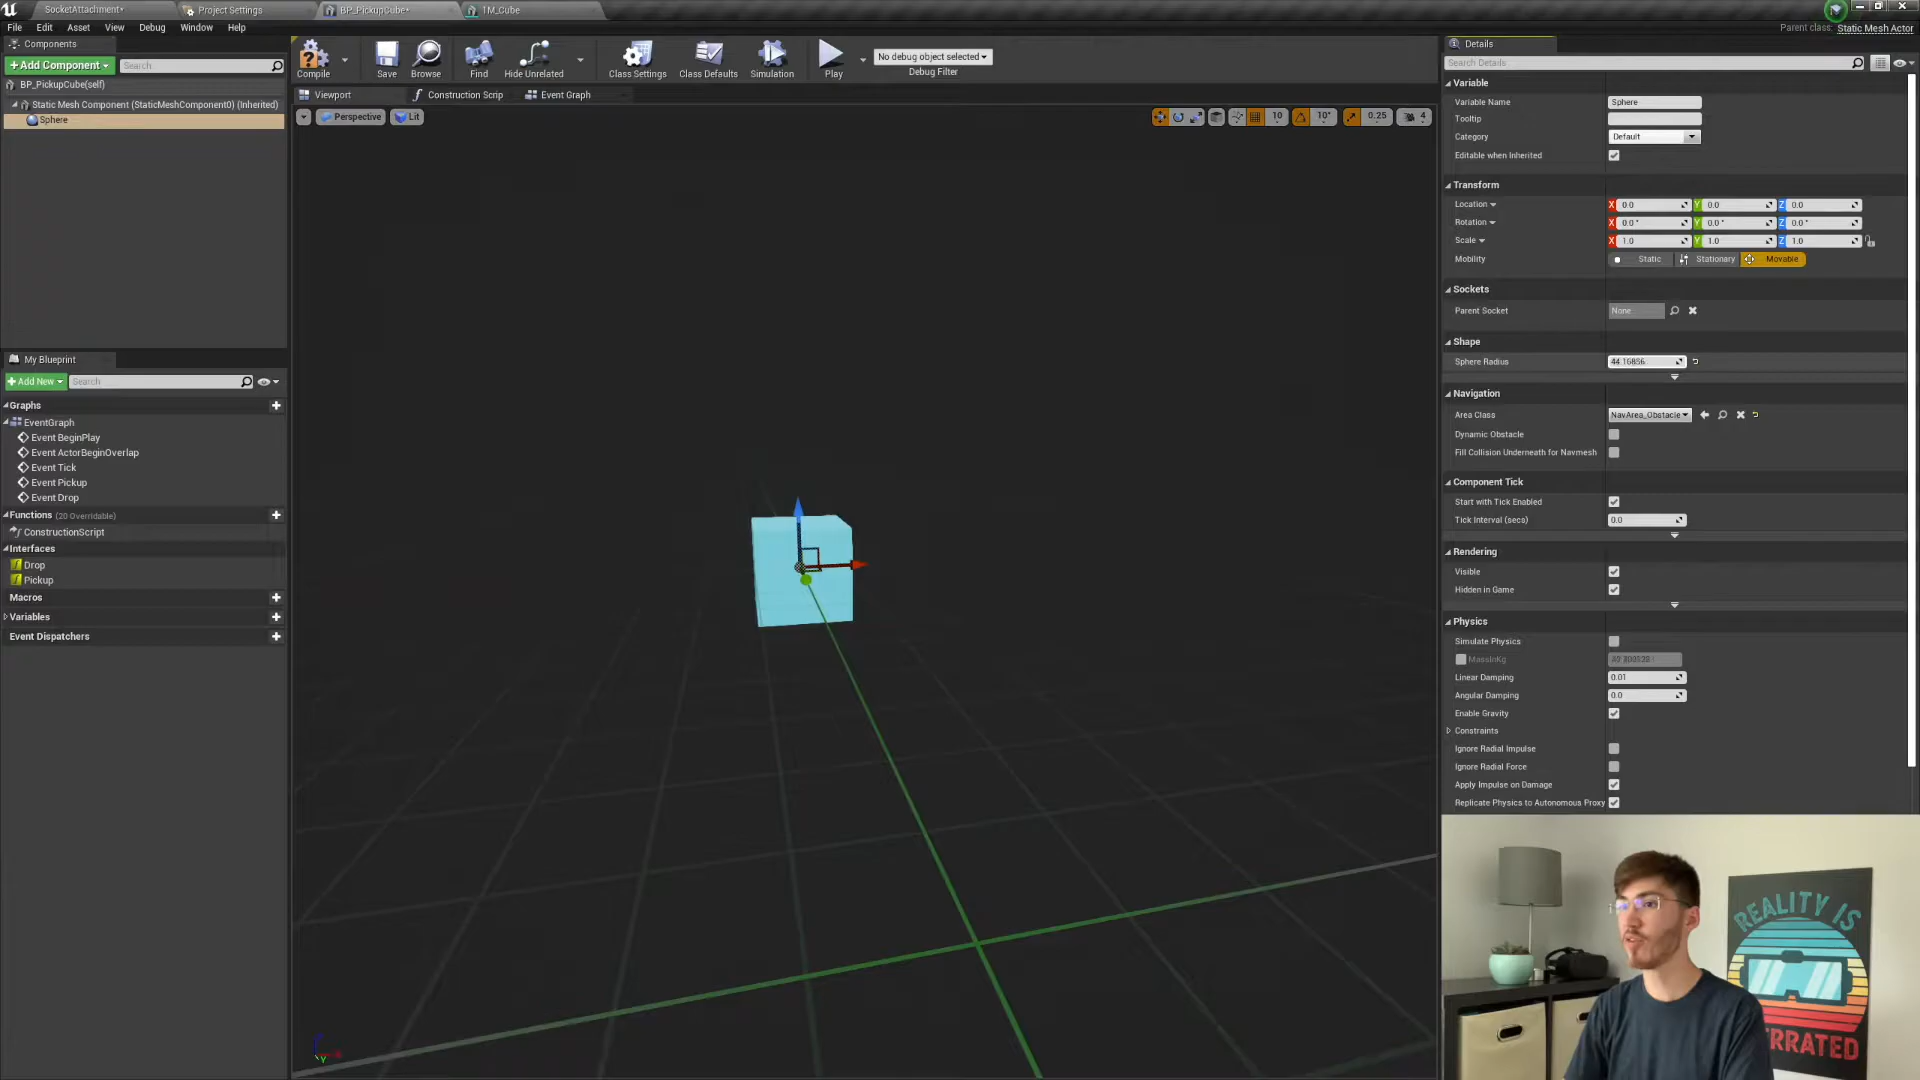 SocketAttachment*
Project Settings
BP_PickupCube*
1M_Cube
File Edit Asset View Debug Window Help
Parent class: Static Mesh Actor
Components
+Add Component
Search
BP_PickupCube(self)
Static Mesh Component (StaticMeshComponent0) (Inherited)
Sphere
Compile
Save
Browse
Find
Hide Unrelated
Class Settings
Class Defaults
Simulation
Play
No debug object selected
Debug Filter
Viewport
Construction Scrip
Event Graph
Perspective
Lit
10
10°
0.25
4
My Blueprint
+Add New
Search
Graphs
EventGraph
Event BeginPlay
Event ActorBeginOverlap
Event Tick
Event Pickup
Event Drop
Functions (20 Overridable)
ConstructionScript
Interfaces
Drop
Pickup
Macros
Variables
Event Dispatchers
Details
Search Details
Variable
Variable Name Sphere
Tooltip
Category Default
Editable when Inherited
Transform
Location X 0.0 Y 0.0 Z 0.0
Rotation X 0.0° Y 0.0° Z 0.0°
Scale X 1.0 Y 1.0 Z 1.0
Mobility Static Stationary Movable
Sockets
Parent Socket None
Shape
Sphere Radius
Navigation
Area Class NavArea_Obstacle
Dynamic Obstacle
Fill Collision Underneath for Navmesh
Component Tick
Start with Tick Enabled
Tick Interval (secs) 0.0
Rendering
Visible
Hidden in Game
Physics
Simulate Physics
MassInKg
Linear Damping 0.01
Angular Damping 0.0
Enable Gravity
Constraints
Ignore Radial Impulse
Ignore Radial Force
Apply Impulse on Damage
Replicate Physics to Autonomous Proxy
REALITY IS
ERRATED